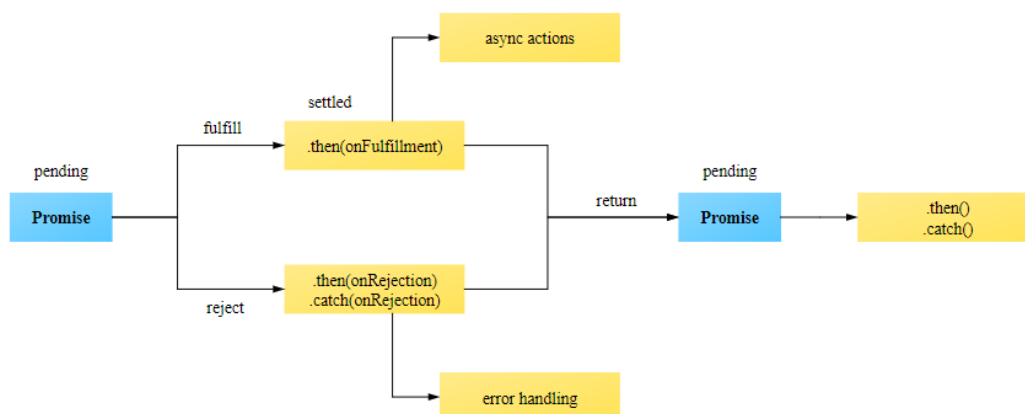 async actions
settled
fulfill
.then(onFulfillment)
pending
Promise
reject
.then(onRejection)
.catch(onRejection)
error handling
return
pending
Promise
.then()
.catch()